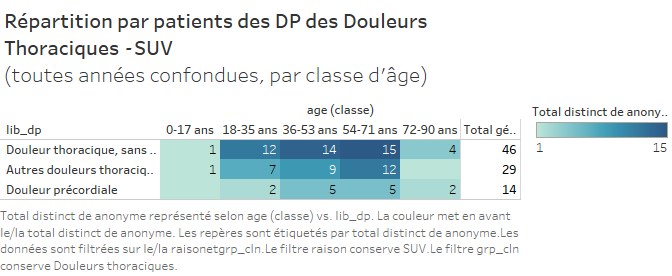 Répartition par patients des DP des Douleurs
Thoraciques - SUV
(toutes années confondues, par classe d'âge)
age (classe)
Total distinct de anony..
lib_dp 0-17 ans 18-35 ans 36-53 ans 54-71 ans 72-90 ans Total gé..
1 15
Douleur thoracique, sans .. 1 12 14 15 4 46
Autres douleurs thoraciq.. 1 7 9 12 29
Douleur précordiale 2 5 5 2 14
Total distinct de anonyme représenté selon age (classe) vs. lib_dp. La couleur met en avant
le/la total distinct de anonyme. Les repères sont étiquetés par total distinct de anonyme.Les
données sont filtrées sur le/la raisonetgrp_cln.Le filtre raison conserve SUV.Le filtre grp_cln
conserve Douleurs thoraciques.